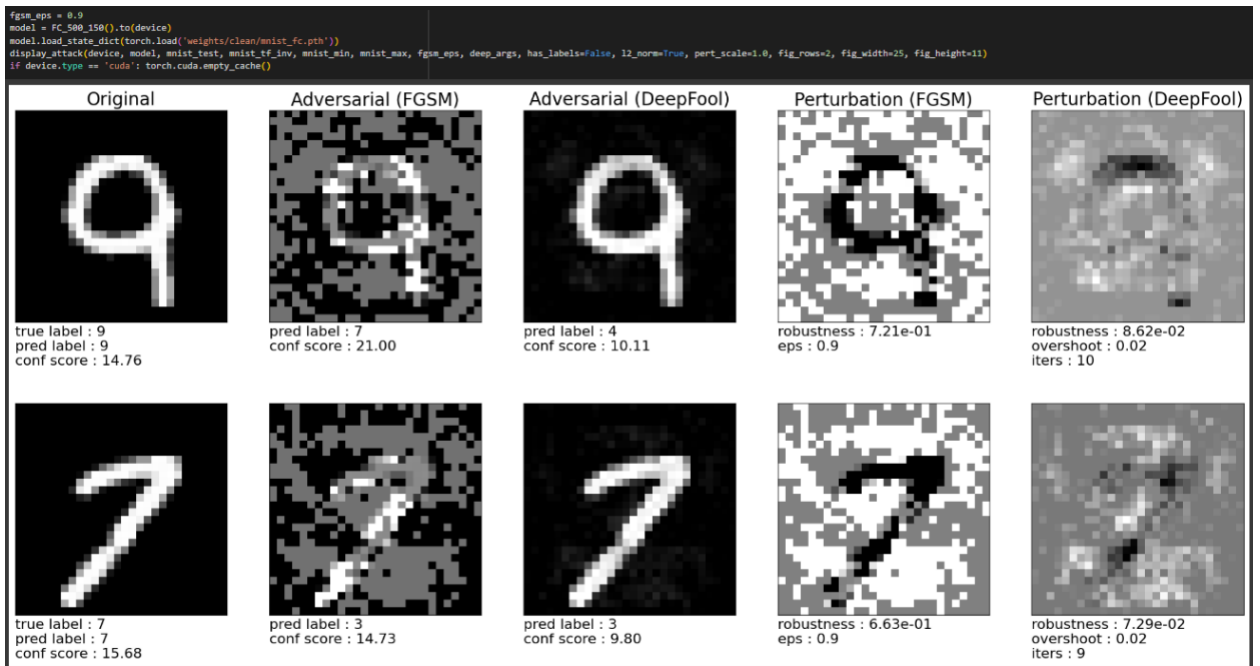 fgsm_eps = 0.9
model = FC_500_150().to(device)
model.load_state_dict(torch.load('weights/clean/mnist_fc.pth'))
display_attack(device, model, mnist_test, mnist_tf_inv, mnist_min, mnist_max, fgsm_eps, deep_args, has_labels=False, l2_norm=True, pert_scale=1.0, fig_rows=2, fig_width=25, fig_height=11)
if device.type == 'cuda': torch.cuda.empty_cache()
Original
Adversarial (FGSM)
Adversarial (DeepFool)
Perturbation (FGSM)
Perturbation (DeepFool)
true label : 9
pred label : 9
conf score : 14.76
pred label : 7
conf score : 21.00
pred label : 4
conf score : 10.11
robustness : 7.21e-01
eps : 0.9
robustness : 8.62e-02
overshoot : 0.02
iters : 10
true label : 7
pred label : 7
conf score : 15.68
pred label : 3
conf score : 14.73
pred label : 3
conf score : 9.80
robustness : 6.63e-01
eps : 0.9
robustness : 7.29e-02
overshoot : 0.02
iters : 9